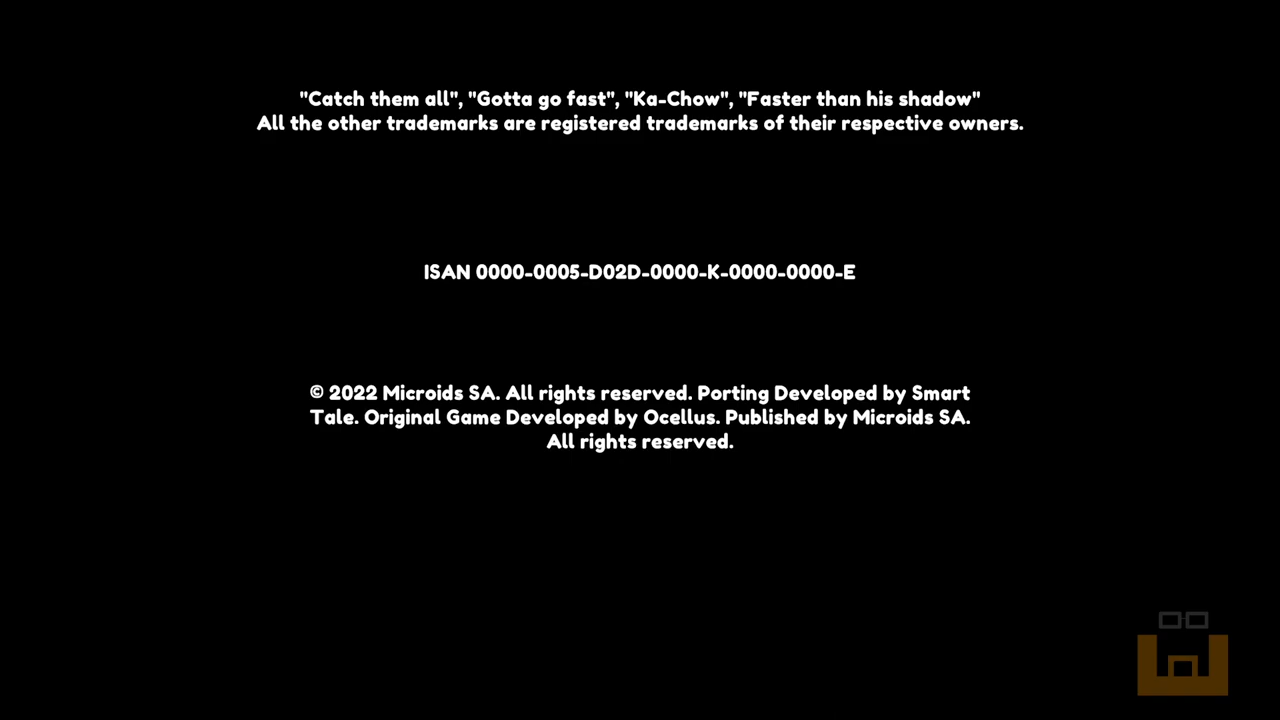 "Catch them all", "Gotta go fast", "Ka-Chow", "Faster than his shadow"
All the other trademarks are registered trademarks of their respective owners.
ISAN 0000-0005-D02D-0000-K-0000-0000-E
© 2022 Microids SA. All rights reserved. Porting Developed by Smart
Tale. Original Game Developed by Ocellus. Published by Microids SA.
All rights reserved.